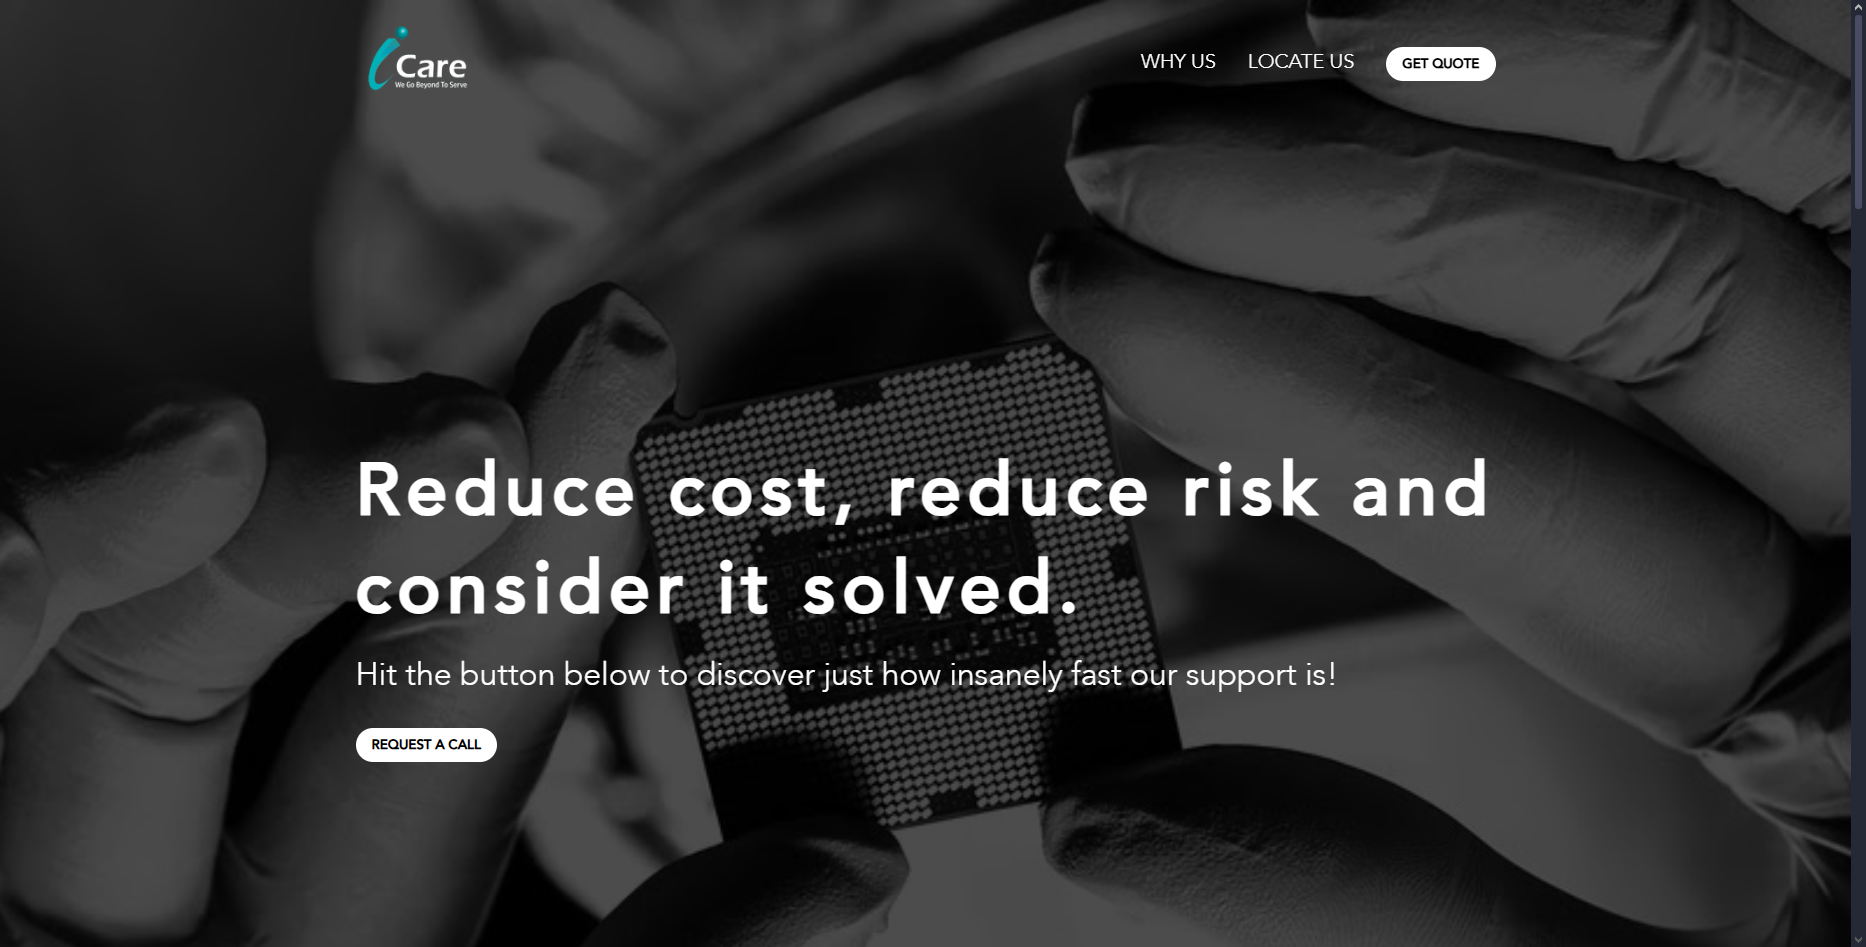 i Care
We Go Beyond To Serve
WHY US
LOCATE US
GET QUOTE
Reduce cost, reduce risk and
consider it solved.
Hit the button below to discover just how insanely fast our support is!
REQUEST A CALL